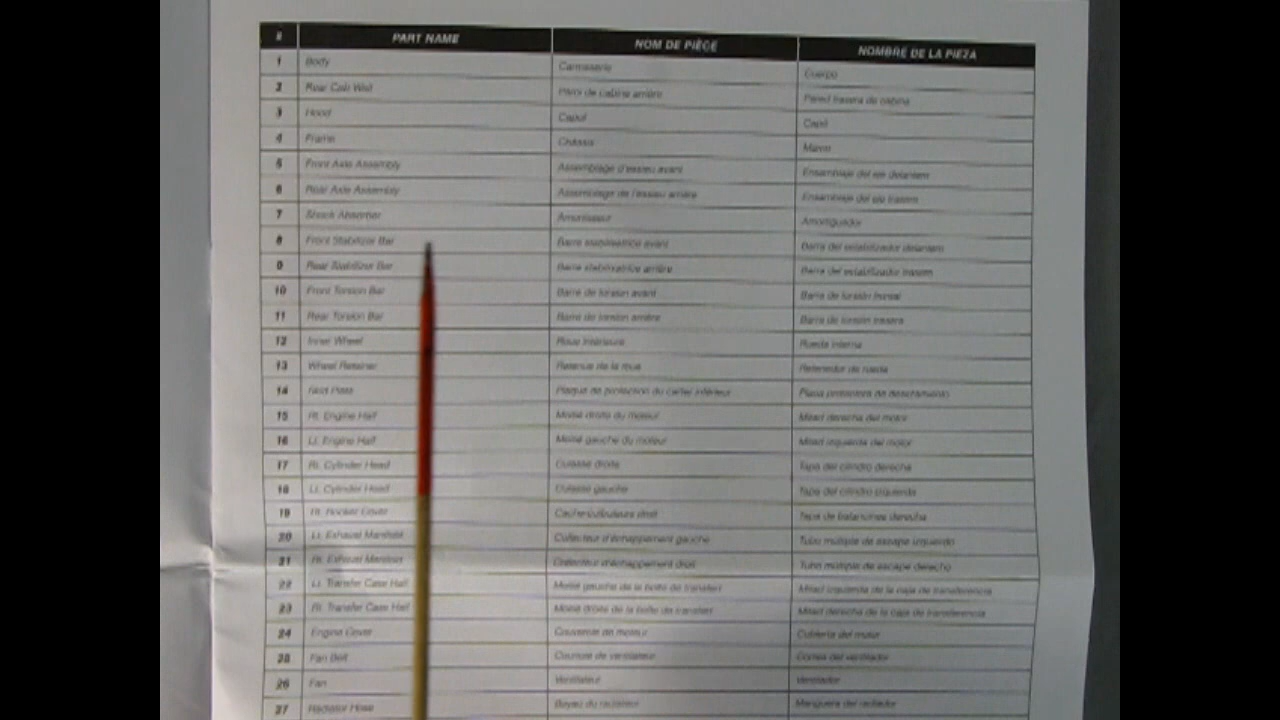 # PART NAME NOM DE PIÈCE NOMBRE DE LA PIEZA
1 Body Carrosserie Cuerpo
2 Rear Cab Wall Paroi de cabine arrière Pared trasera de cabina
3 Hood Capot Capó
4 Frame Châssis Marco
5 Front Axle Assembly Assemblage d'essieu avant Ensamblaje del eje delantero
6 Rear Axle Assembly Assemblage de l'essieu arrière Ensamblaje del eje trasero
7 Shock Absorber Amortisseur Amortiguador
8 Front Stabilizer Bar Barre stabilisatrice avant Barra del estabilizador delantero
9 Rear Stabilizer Bar Barre stabilisatrice arrière Barra del estabilizador trasero
10 Front Torsion Bar Barre de torsion avant Barra de torsión frontal
11 Rear Torsion Bar Barre de torsion arrière Barra de torsión trasera
12 Inner Wheel Roue intérieure Rueda interna
13 Wheel Retainer Retenue de la roue Retenedor de rueda
14 Skid Plate Plaque de protection du carter inférieur Placa protectora de deslizamiento
15 Rt. Engine Half Moitié droite du moteur Mitad derecha del motor
16 Lt. Engine Half Moitié gauche du moteur Mitad izquierda del motor
17 Rt. Cylinder Head Culasse droite Tapa del cilindro derecha
18 Lt. Cylinder Head Culasse gauche Tapa del cilindro izquierda
19 Rt. Rocker Cover Cache-culbuteurs droit Tapa de balancines derecha
20 Lt. Exhaust Manifold Collecteur d'échappement gauche Tubo múltiple de escape izquierdo
21 Rt. Exhaust Manifold Collecteur d'échappement droit Tubo múltiple de escape derecho
22 Lt. Transfer Case Half Moitié gauche de la boîte de transfert Mitad izquierda de la caja de transferencia
23 Rt. Transfer Case Half Moitié droite de la boîte de transfert Mitad derecha de la caja de transferencia
24 Engine Cover Couvercle de moteur Cubierta del motor
25 Fan Belt Courroie de ventilateur Correa del ventilador
26 Fan Ventilateur Ventilador
27 Radiator Hose Boyau du radiateur Manguera del radiador